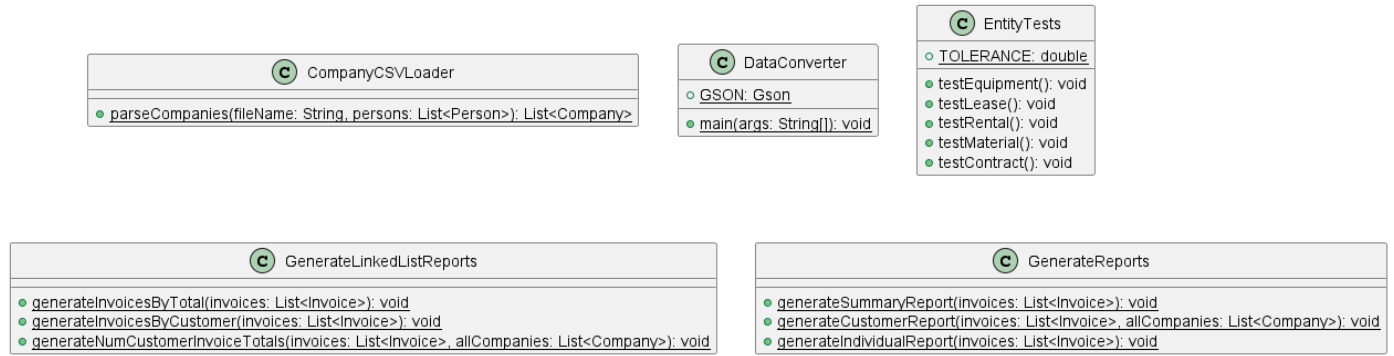 C CompanyCSVLoader
parseCompanies(fileName: String, persons: List<Person>): List<Company>
C DataConverter
GSON: Gson
main(args: String[]): void
C EntityTests
TOLERANCE: double
testEquipment(): void
testLease(): void
testRental(): void
testMaterial(): void
testContract(): void
C GenerateLinkedListReports
generateInvoicesByTotal(invoices: List<Invoice>): void
generateInvoicesByCustomer(invoices: List<Invoice>): void
generateNumCustomerInvoiceTotals(invoices: List<Invoice>, allCompanies: List<Company>): void
C GenerateReports
generateSummaryReport(invoices: List<Invoice>): void
generateCustomerReport(invoices: List<Invoice>, allCompanies: List<Company>): void
generateIndividualReport(invoices: List<Invoice>): void